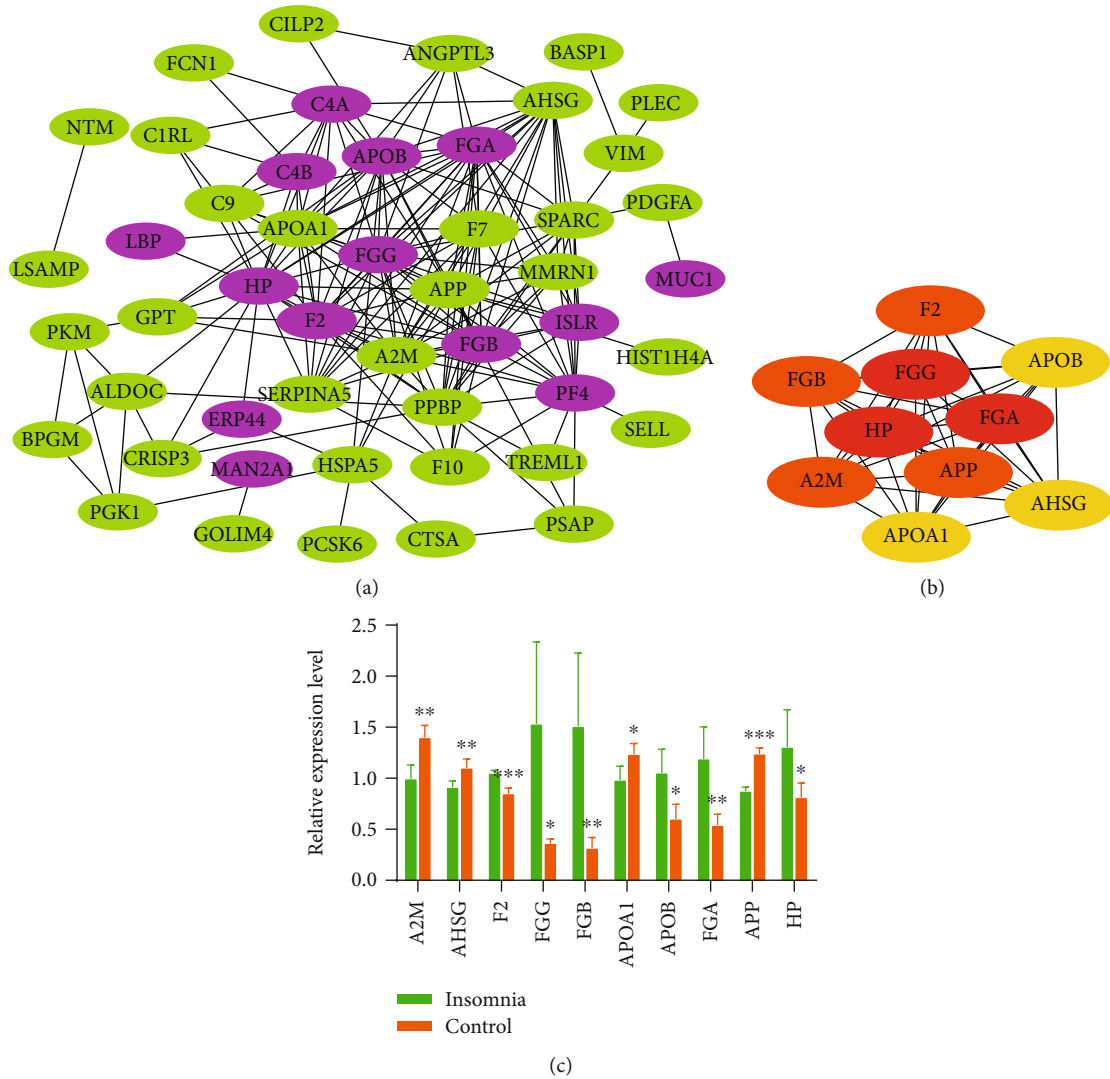 CILP2
ANGPTL3
BASP1
FCN1
AHSG
PLEC
C4A
NTM
C1RL
FGA
VIM
APOB
C4B
PDGFA
C9
SPARC
APOA1
F7
LBP
FGG
MMRN1
LSAMP
MUC1
HP
APP
GPT
F2
ISLR
PKM
A2M
FGB
HIST1H4A
ALDOC
SERPINA5
PF4
PPBP
ERP44
SELL
BPGM
CRISP3
MAN2A1
HSPA5
F10
TREML1
PGK1
GOLIM4
PCSK6
CTSA
PSAP
(a)
F2
APOB
FGB
FGG
FGA
HP
A2M
APP
AHSG
APOA1
(b)
Relative expression level
2.5
2.0
1.5
1.0
0.5
0.0
**
**
***
*
**
*
*
**
***
*
A2M
AHSG
F2
FGG
FGB
APOA1
APOB
FGA
APP
HP
Insomnia
Control
(c)